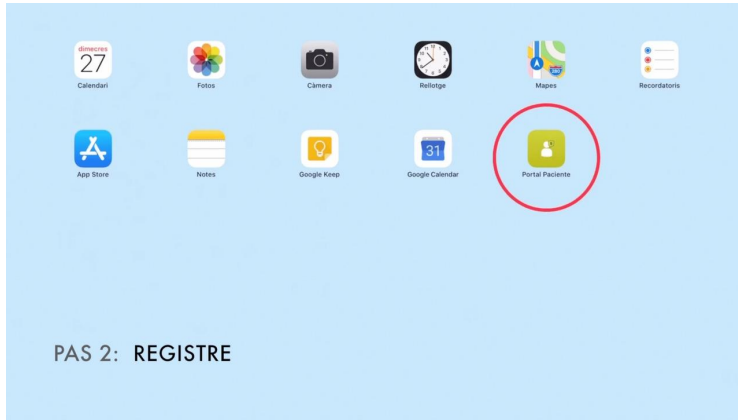 dimecres
27
Calendari
Fotos
Càmera
Rellotge
Mapes
Recordatoris
App Store
Notes
Google Keep
31
Google Calendar
Portal Paciente
PAS 2: REGISTRE